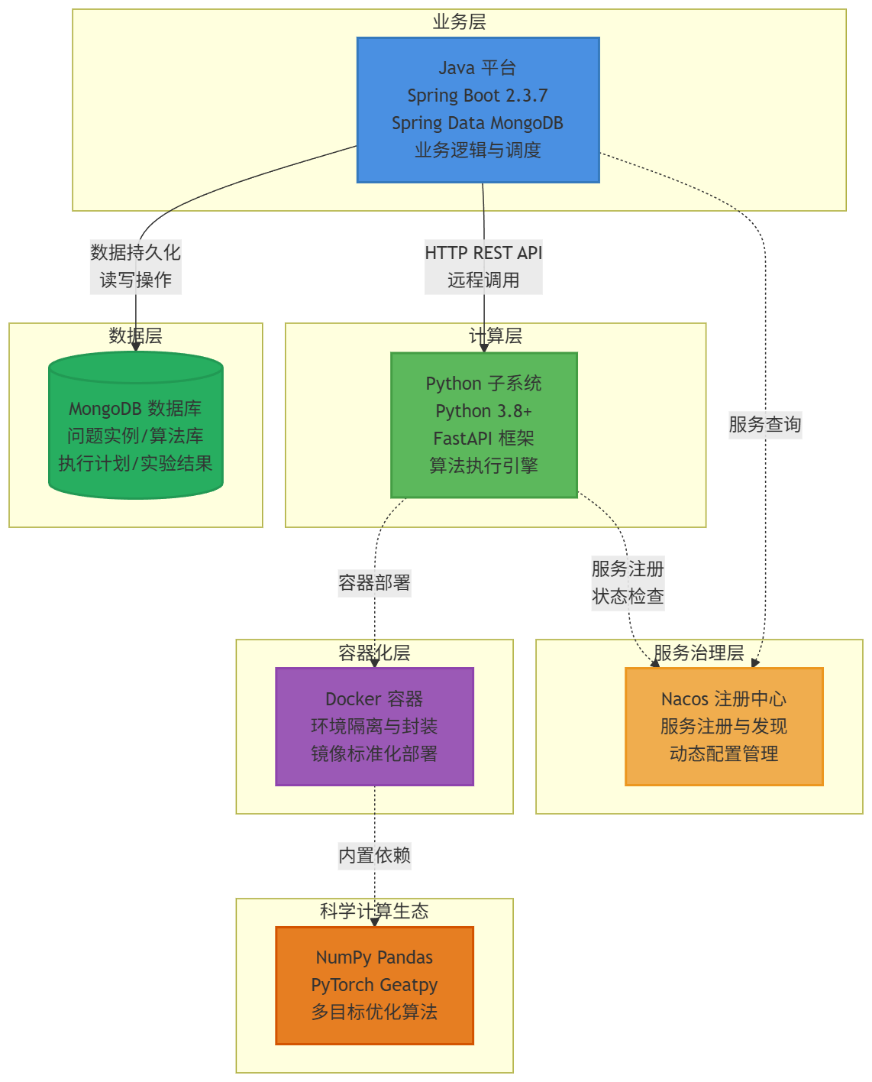 业务层
Java 平台
Spring Boot 2.3.7
Spring Data MongoDB
业务逻辑与调度
数据持久化
读写操作
HTTP REST API
远程调用
服务查询
数据层
MongoDB 数据库
问题实例/算法库
执行计划/实验结果
计算层
Python 子系统
Python 3.8+
FastAPI 框架
算法执行引擎
容器部署
服务注册
状态检查
容器化层
Docker 容器
环境隔离与封装
镜像标准化部署
服务治理层
Nacos 注册中心
服务注册与发现
动态配置管理
内置依赖
科学计算生态
NumPy Pandas
PyTorch Geatpy
多目标优化算法